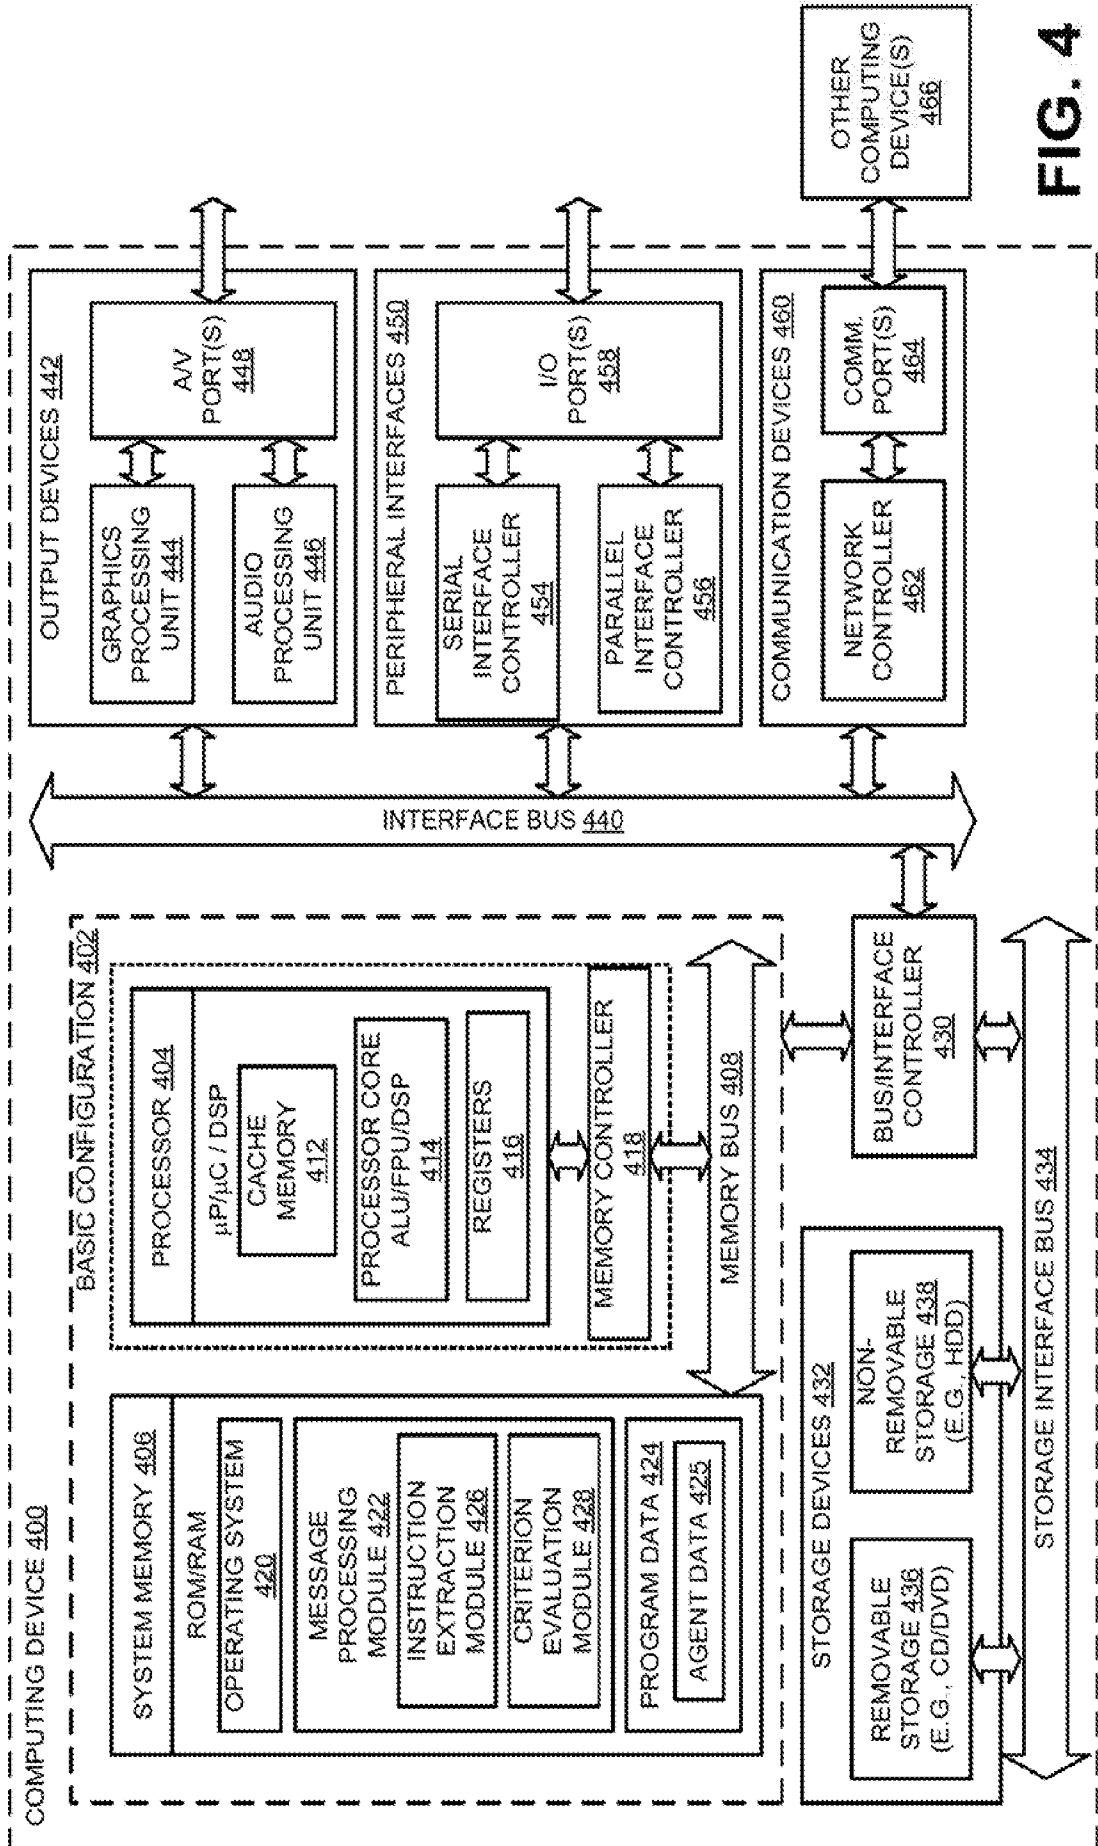 COMPUTING DEVICE 400
BASIC CONFIGURATION 402
SYSTEM MEMORY 406
ROM/RAM
OPERATING SYSTEM
420
MESSAGE
PROCESSING
MODULE 422
INSTRUCTION
EXTRACTION
MODULE 426
CRITERION
EVALUATION
MODULE 428
PROGRAM DATA 424
AGENT DATA 425
PROCESSOR 404
µP/µC / DSP
CACHE
MEMORY
412
PROCESSOR CORE
ALU/FPU/DSP
414
REGISTERS
416
MEMORY CONTROLLER
418
MEMORY BUS 408
STORAGE DEVICES 432
REMOVABLE
STORAGE 436
(E.G., CD/DVD)
NON-
REMOVABLE
STORAGE 438
(E.G., HDD)
BUS/INTERFACE
CONTROLLER
430
STORAGE INTERFACE BUS 434
INTERFACE BUS 440
OUTPUT DEVICES 442
GRAPHICS
PROCESSING
UNIT 444
AUDIO
PROCESSING
UNIT 446
A/V
PORT(S)
448
PERIPHERAL INTERFACES 450
SERIAL
INTERFACE
CONTROLLER
454
PARALLEL
INTERFACE
CONTROLLER
456
I/O
PORT(S)
458
COMMUNICATION DEVICES 460
NETWORK
CONTROLLER
462
COMM.
PORT(S)
464
OTHER
COMPUTING
DEVICE(S)
466
FIG. 4